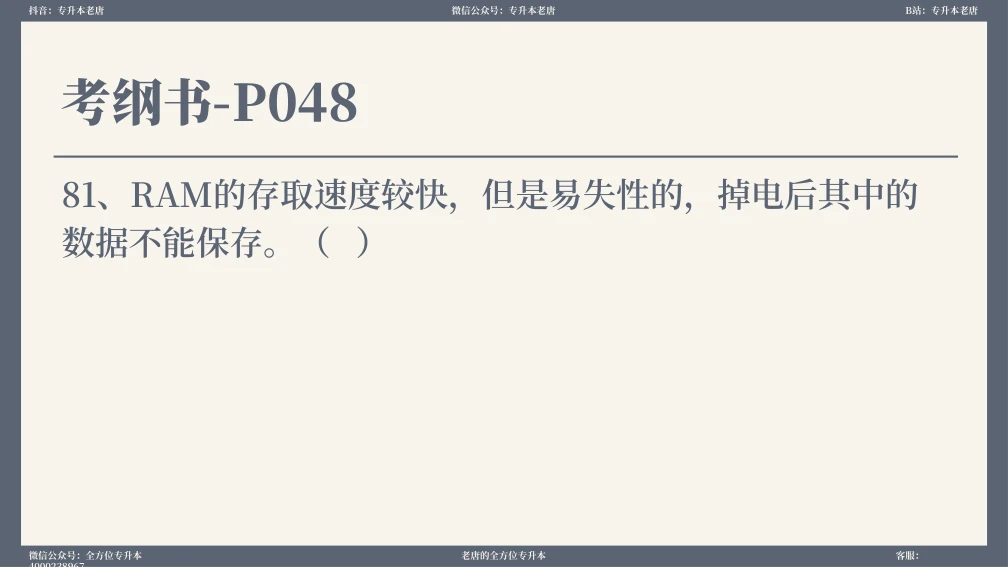 抖音：专升本老唐
微信公众号：专升本老唐
B站：专升本老唐
考纲书-P048
81、RAM的存取速度较快，但是易失性的，掉电后其中的
数据不能保存。（ ）
微信公众号：全方位专升本
老唐的全方位专升本
客服：
4000238967